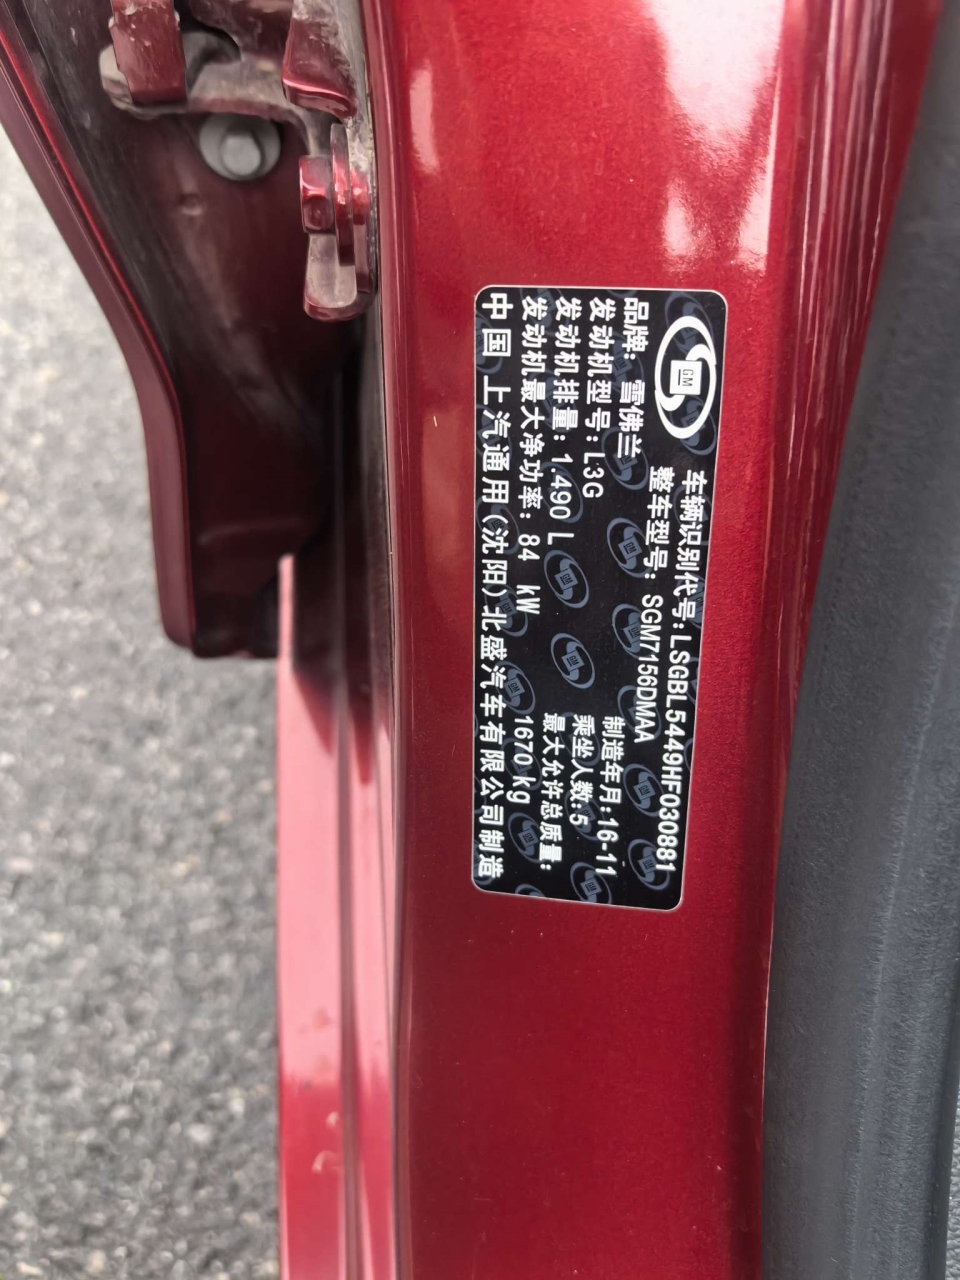 GM
车辆识别代号:LSGBL5449HF030881
整车型号: SGM7156DMAA
品牌: 雪佛兰
发动机型号: L3G
制造年月:16-11
发动机排量: 1.490 L
乘坐人数:5
发动机最大净功率: 84 kW
最大允许总质量:
1670 kg
中国 上汽通用(沈阳)北盛汽车有限公司制造